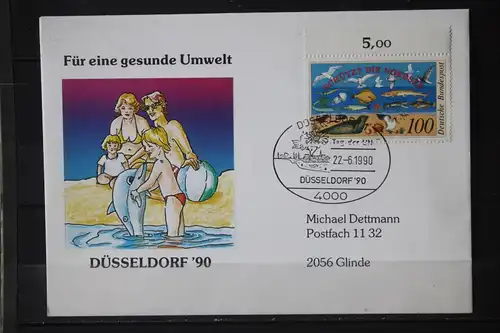 5,00
Für eine gesunde Umwelt
SCHÜTZT DIE NORDSEE
Deutsche Bundespost
100
DÜSSELDORF
Tag der
22.-6.1990
DÜSSELDORF '90
4000
Michael Dettmann
Postfach 11 32
2056 Glinde
DÜSSELDORF '90